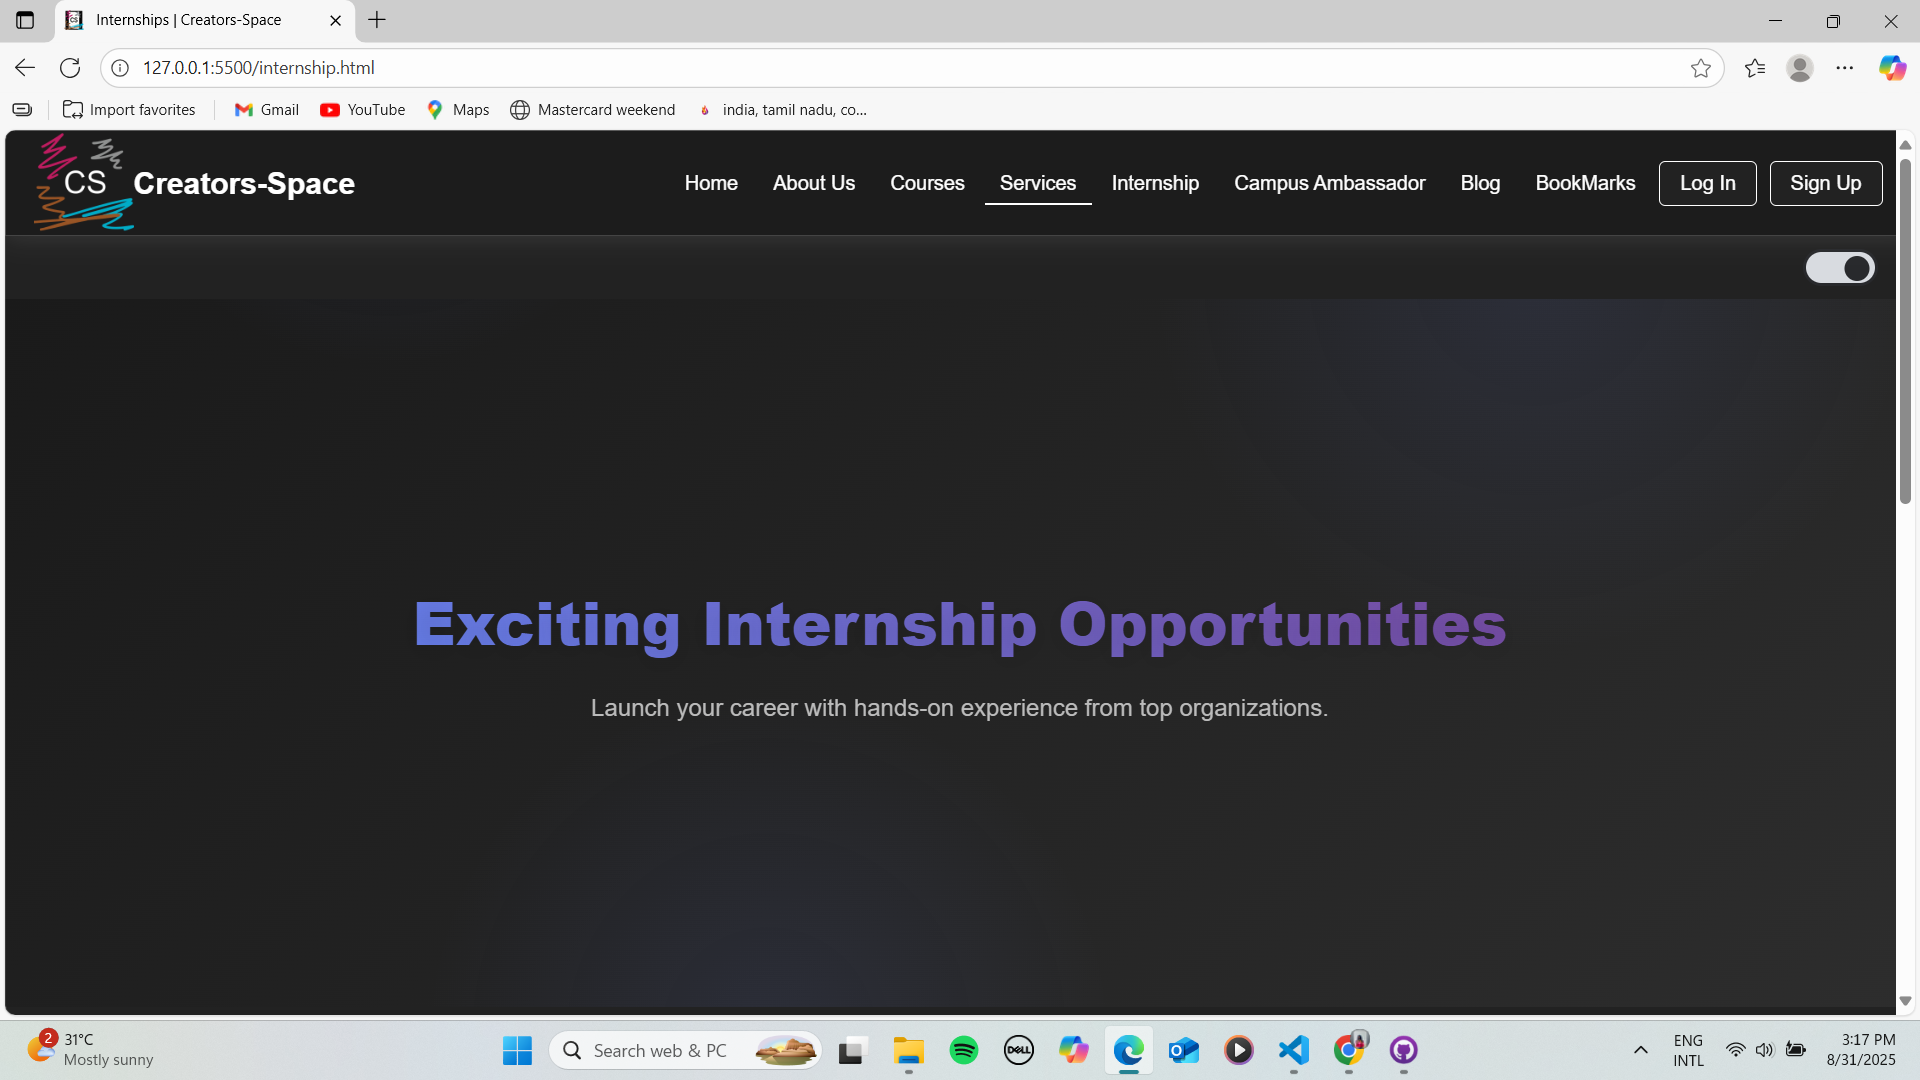 Internships | Creators-Space
127.0.0.1:5500/internship.html
Import favorites
Gmail
YouTube
Maps
Mastercard weekend
india, tamil nadu, co...
CS
Creators-Space
Home
About Us
Courses
Services
Internship
Campus Ambassador
Blog
BookMarks
Log In
Sign Up
Exciting Internship Opportunities
Launch your career with hands-on experience from top organizations.
2
31°C
Mostly sunny
Search web & PC
DELL
ENG
INTL
3:17 PM
8/31/2025